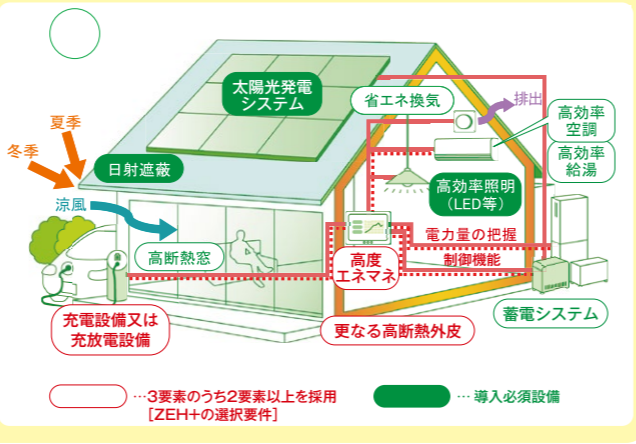 太陽光発電
システム
省エネ換気
排出
高効率
空調
高効率
給湯
夏季
冬季
日射遮蔽
高効率照明
(LED等)
涼風
高断熱窓
電力量の把握
高度
エネマネ
制御機能
充電設備又は
充放電設備
更なる高断熱外皮
蓄電システム
…3要素のうち2要素以上を採用
[ZEH+の選択要件]
…導入必須設備